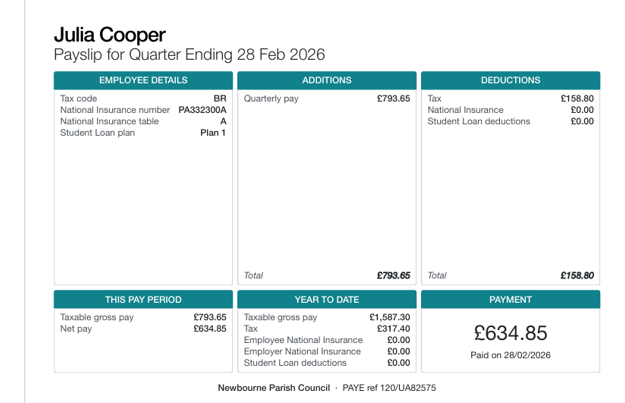 Julia Cooper
Payslip for Quarter Ending 28 Feb 2026
EMPLOYEE DETAILS
Tax code BR
National Insurance number PA332300A
National Insurance table A
Student Loan plan Plan 1
ADDITIONS
Quarterly pay £793.65
Total £793.65
DEDUCTIONS
Tax £158.80
National Insurance £0.00
Student Loan deductions £0.00
Total £158.80
THIS PAY PERIOD
Taxable gross pay £793.65
Net pay £634.85
YEAR TO DATE
Taxable gross pay £1,587.30
Tax £317.40
Employee National Insurance £0.00
Employer National Insurance £0.00
Student Loan deductions £0.00
PAYMENT
£634.85
Paid on 28/02/2026
Newbourne Parish Council · PAYE ref 120/UA82575